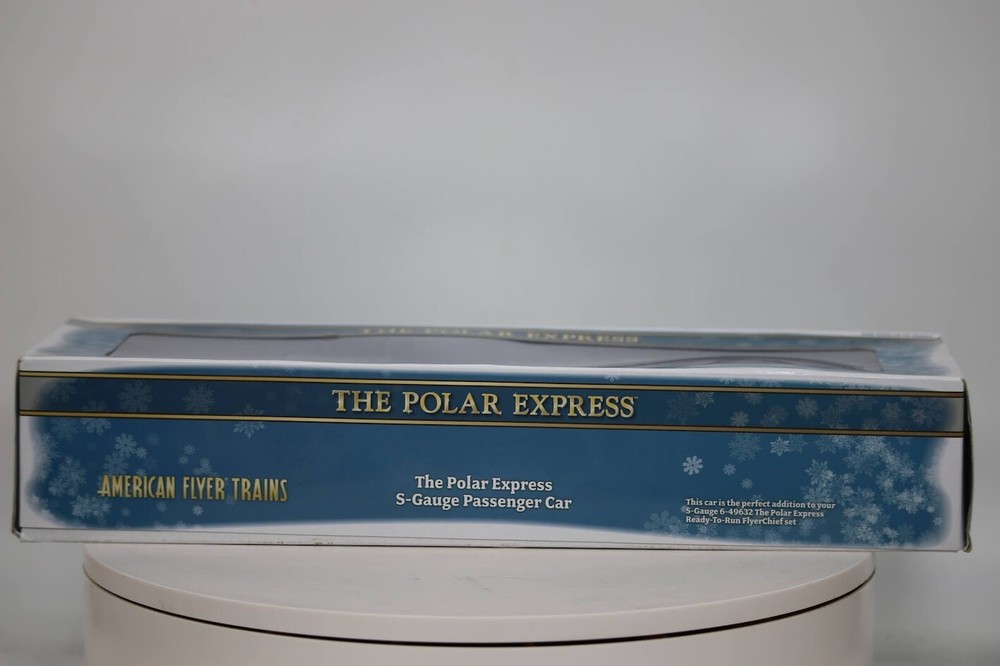 THE POLAR EXPRESS
THE POLAR EXPRESS™
AMERICAN FLYER® TRAINS
The Polar Express
S-Gauge Passenger Car
This car is the perfect addition to your
S-Gauge 6-49632 The Polar Express
Ready-To-Run FlyerChief set